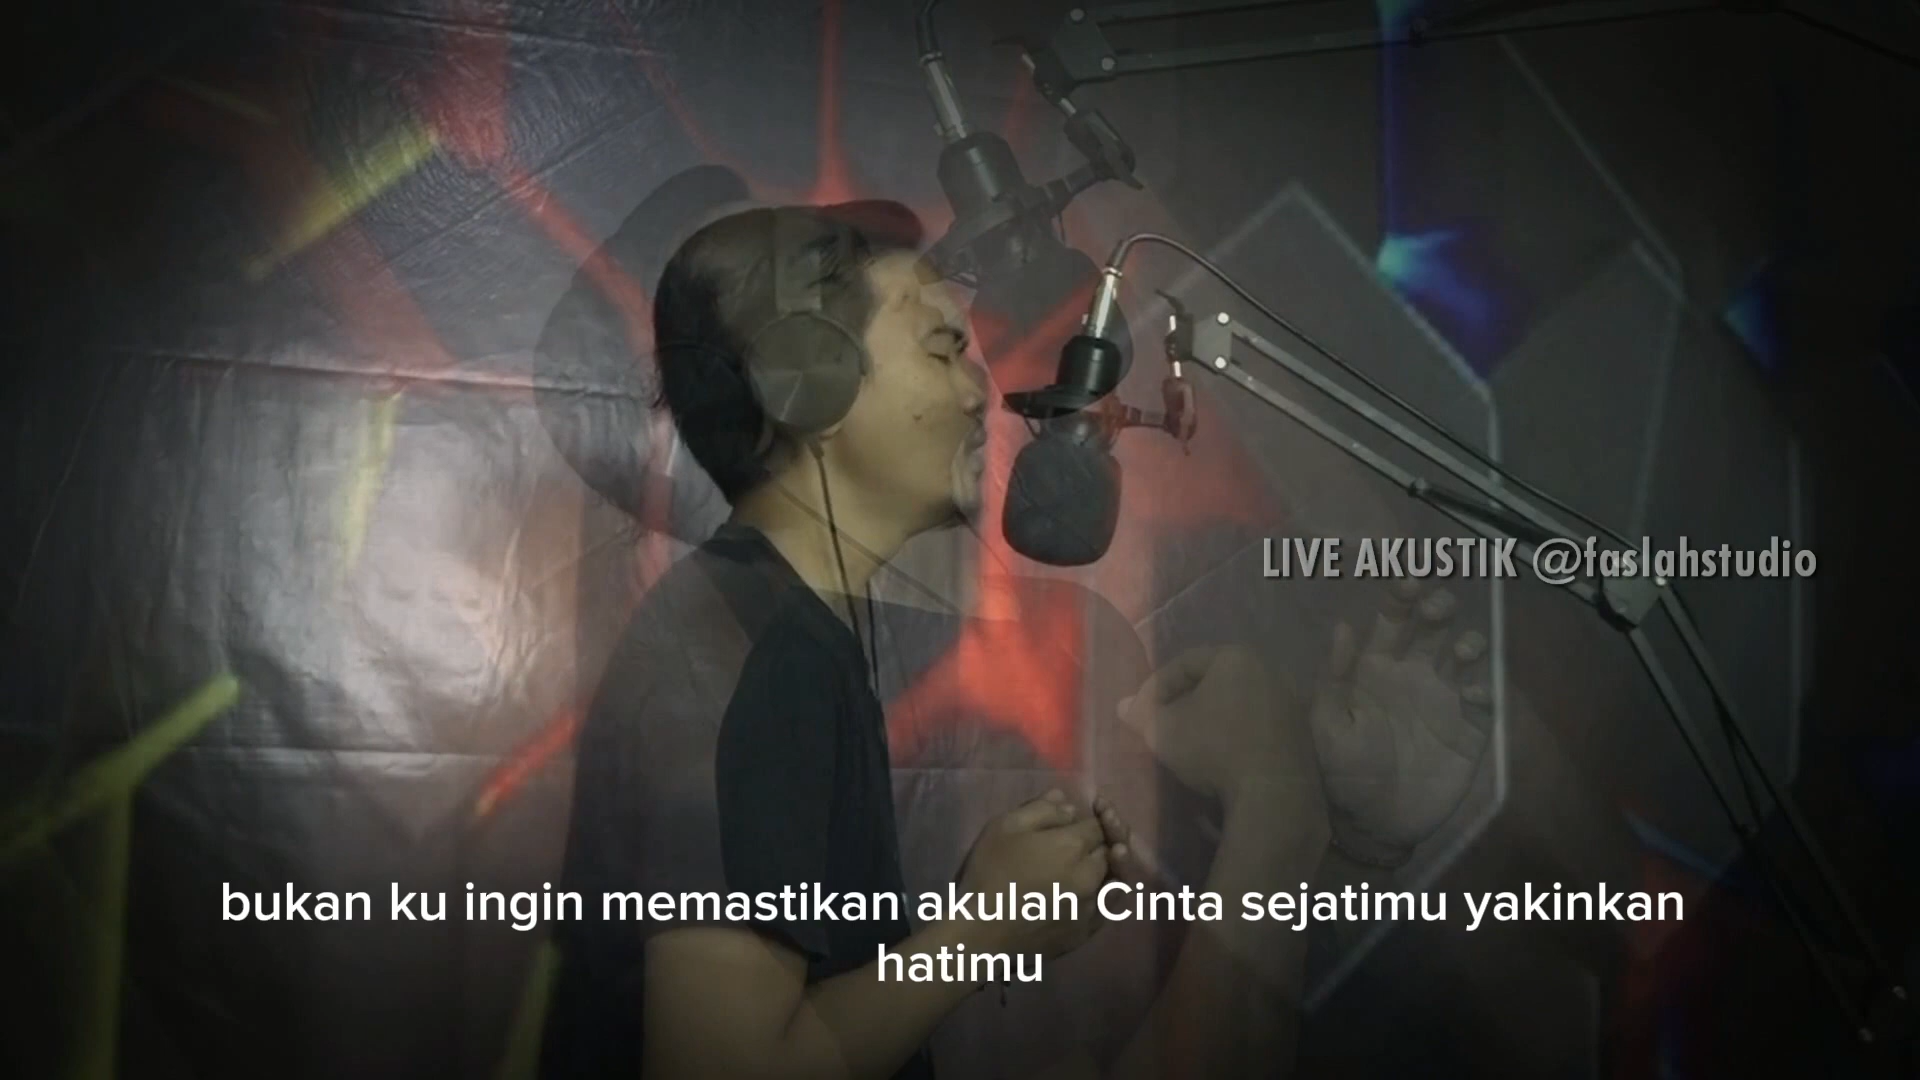 LIVE AKUSTIK @faslahstudio
bukan ku ingin memastikan akulah Cinta sejatimu yakinkan
hatimu